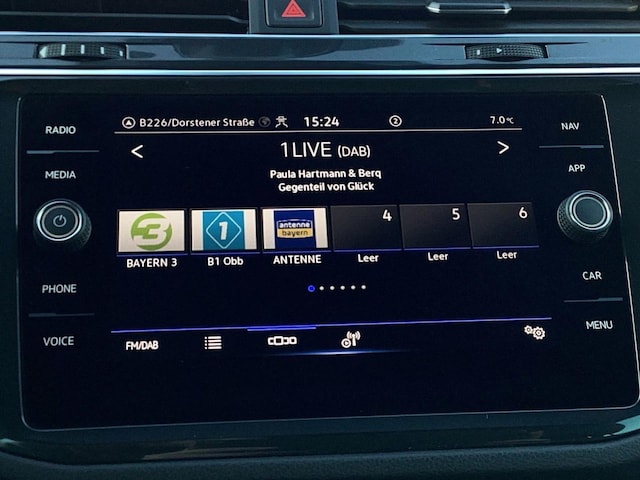 B226/Dorstener Straße 15:24 2 7.0 °C
RADIO
NAV
< 1LIVE (DAB) >
MEDIA
APP
Paula Hartmann & Berq
Gegenteil von Glück
3 1 antenne bayern 4 5 6
BAYERN 3 B1 Obb ANTENNE Leer Leer Leer
PHONE
CAR
VOICE
MENU
FM/DAB